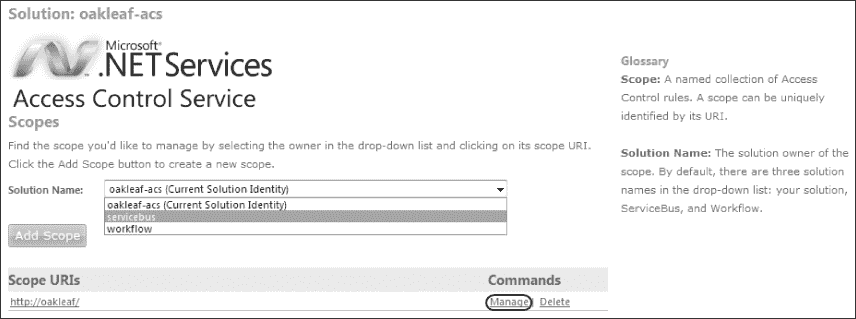 Solution: oakleaf-acs
Microsoft®
.NET Services
Access Control Service
Scopes
Find the scope you'd like to manage by selecting the owner in the drop-down list and clicking on its scope URI.
Click the Add Scope button to create a new scope.
Solution Name:
oakleaf-acs (Current Solution Identity)
oakleaf-acs (Current Solution Identity)
servicebus
workflow
Add Scope
Scope URIs
Commands
http://oakleaf/
Manage
Delete
Glossary
Scope: A named collection of Access
Control rules. A scope can be uniquely
identified by its URI.
Solution Name: The solution owner of the
scope. By default, there are three solution
names in the drop-down list: your solution,
ServiceBus, and Workflow.